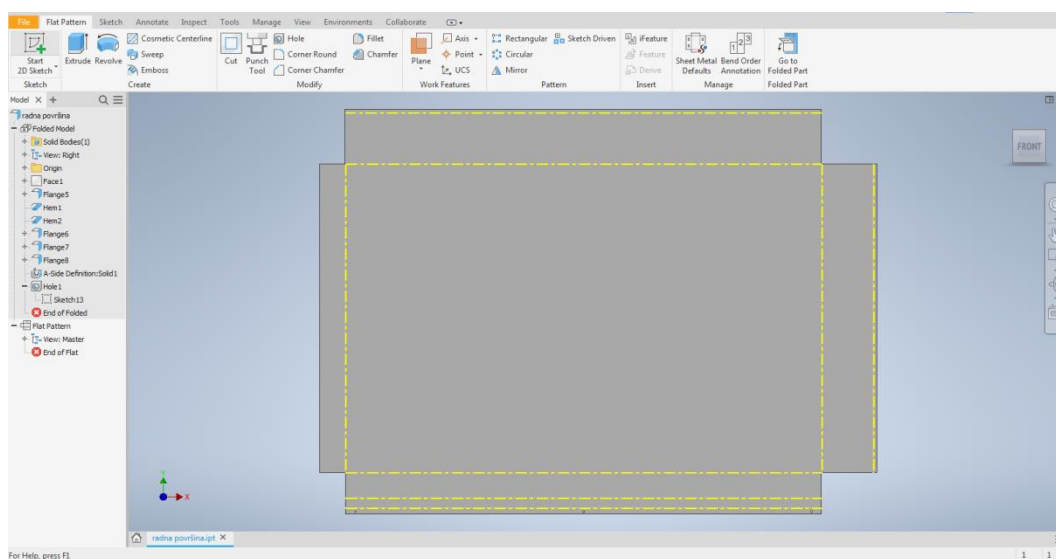 File Flat Pattern Sketch Annotate Inspect Tools Manage View Environments Collaborate
Start 2D Sketch
Extrude
Revolve
Cosmetic Centerline
Sweep
Emboss
Cut
Punch Tool
Hole
Corner Round
Corner Chamfer
Fillet
Chamfer
Plane
Axis
Point
UCS
Rectangular
Circular
Mirror
Sketch Driven
iFeature
Feature
Derive
Sheet Metal Defaults
Bend Order Annotation
Go to Folded Part
Sketch Create Modify Work Features Pattern Insert Manage Folded Part
Model × +
radna površina
Folded Model
Solid Bodies(1)
View: Right
Origin
Face1
Flange5
Hem1
Hem2
Flange6
Flange7
Flange8
A-Side Definition:Solid1
Hole1
Sketch13
End of Folded
Flat Pattern
View: Master
End of Flat
FRONT
Y
X
radna površina.ipt ×
For Help, press F1
1 1